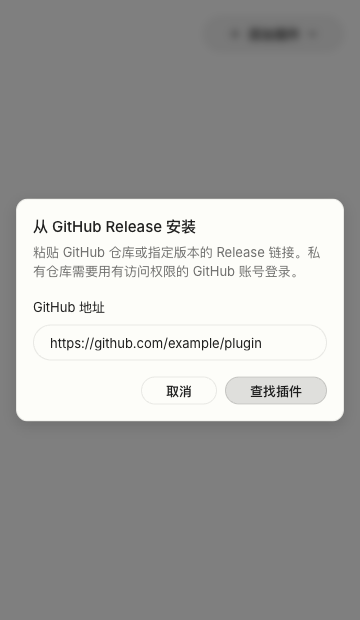 从 GitHub Release 安装
粘贴 GitHub 仓库或指定版本的 Release 链接。私
有仓库需要用有访问权限的 GitHub 账号登录。
GitHub 地址
https://github.com/example/plugin
取消
查找插件